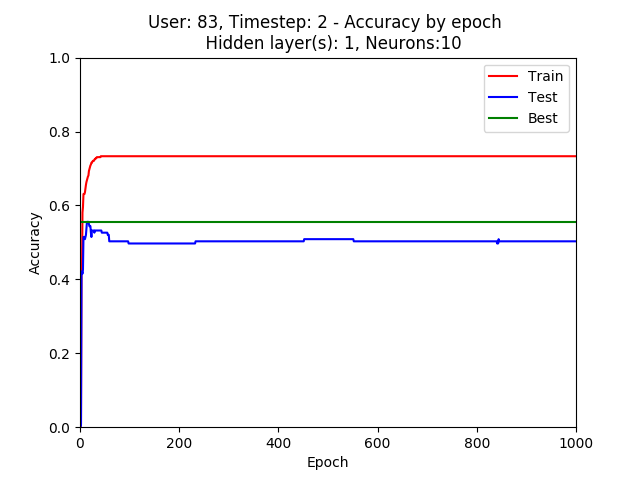 User: 83, Timestep: 2 - Accuracy by epoch
Hidden layer(s): 1, Neurons:10
1.0
0.8
0.6
0.4
0.2
0.0
Accuracy
Train
Test
Best
0 200 400 600 800 1000
Epoch